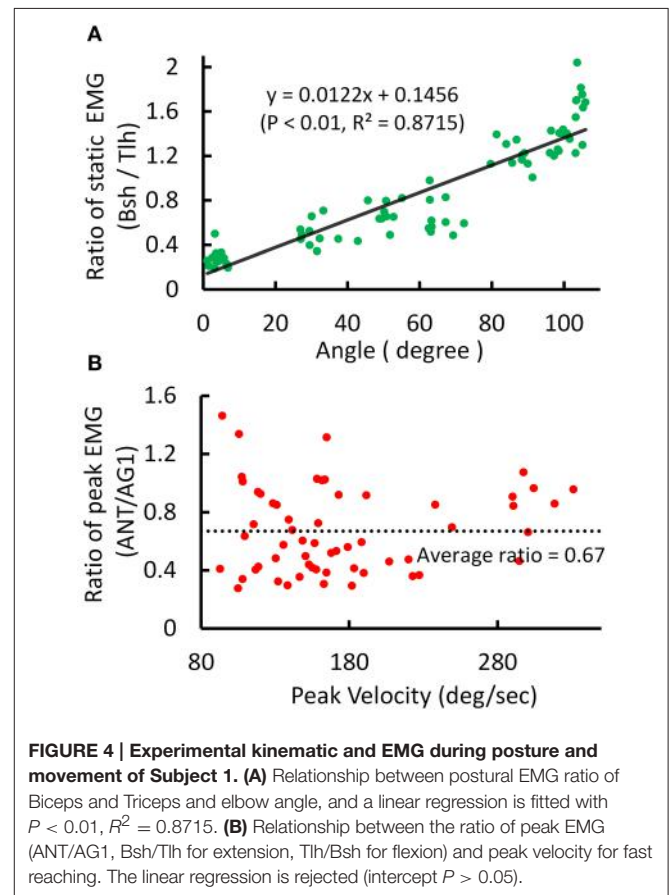 A
Ratio of static EMG
(Bsh / Tlh)
2
1.6
1.2
0.8
0.4
0
y = 0.0122x + 0.1456
(P < 0.01, R² = 0.8715)
0 20 40 60 80 100
Angle ( degree )
B
Ratio of peak EMG
(ANT/AG1)
1.6
1.2
0.8
0.4
0
Average ratio = 0.67
80 180 280
Peak Velocity (deg/sec)
FIGURE 4 | Experimental kinematic and EMG during posture and
movement of Subject 1. (A) Relationship between postural EMG ratio of
Biceps and Triceps and elbow angle, and a linear regression is fitted with
P < 0.01, R² = 0.8715. (B) Relationship between the ratio of peak EMG
(ANT/AG1, Bsh/Tlh for extension, Tlh/Bsh for flexion) and peak velocity for fast
reaching. The linear regression is rejected (intercept P > 0.05).